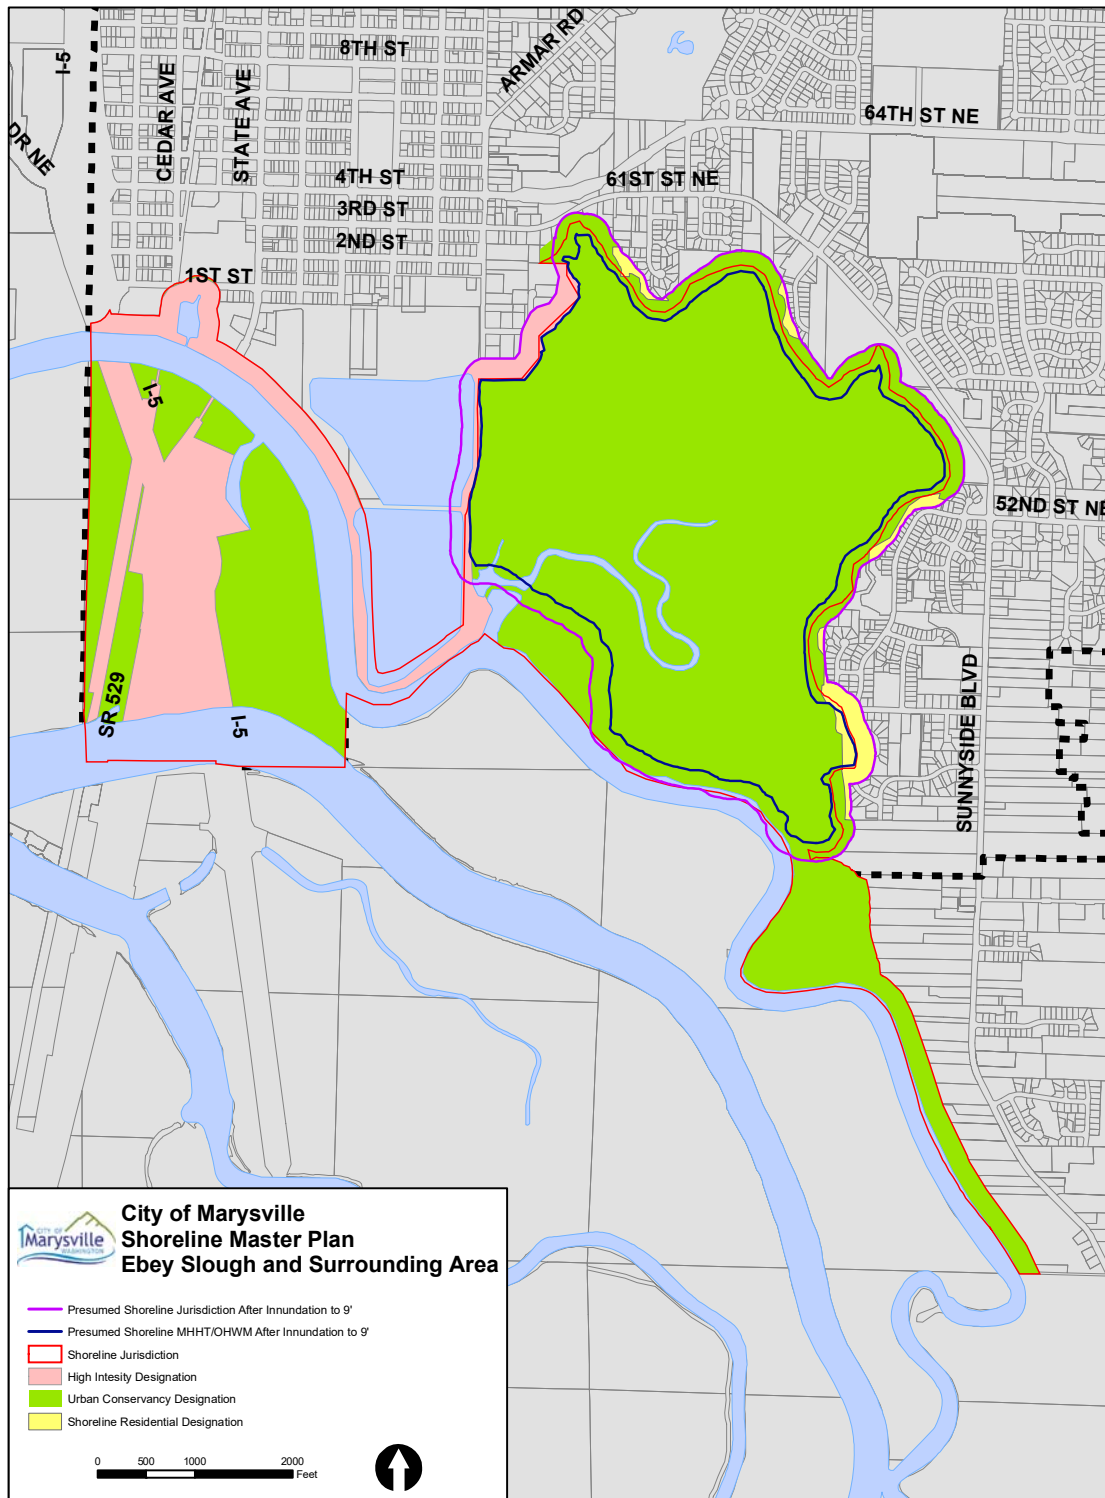 8TH ST
ARMAR RD
I-5
64TH ST NE
CEDAR AVE
STATE AVE
DR NE
4TH ST
61ST ST NE
3RD ST
2ND ST
1ST ST
I-5
52ND ST NE
SR 529
I-5
SUNNYSIDE BLVD
CITY OF
Marysville
WASHINGTON
City of Marysville
Shoreline Master Plan
Ebey Slough and Surrounding Area
Presumed Shoreline Jurisdiction After Innundation to 9'
Presumed Shoreline MHHT/OHWM After Innundation to 9'
Shoreline Jurisdiction
High Intesity Designation
Urban Conservancy Designation
Shoreline Residential Designation
0 500 1000 2000
Feet